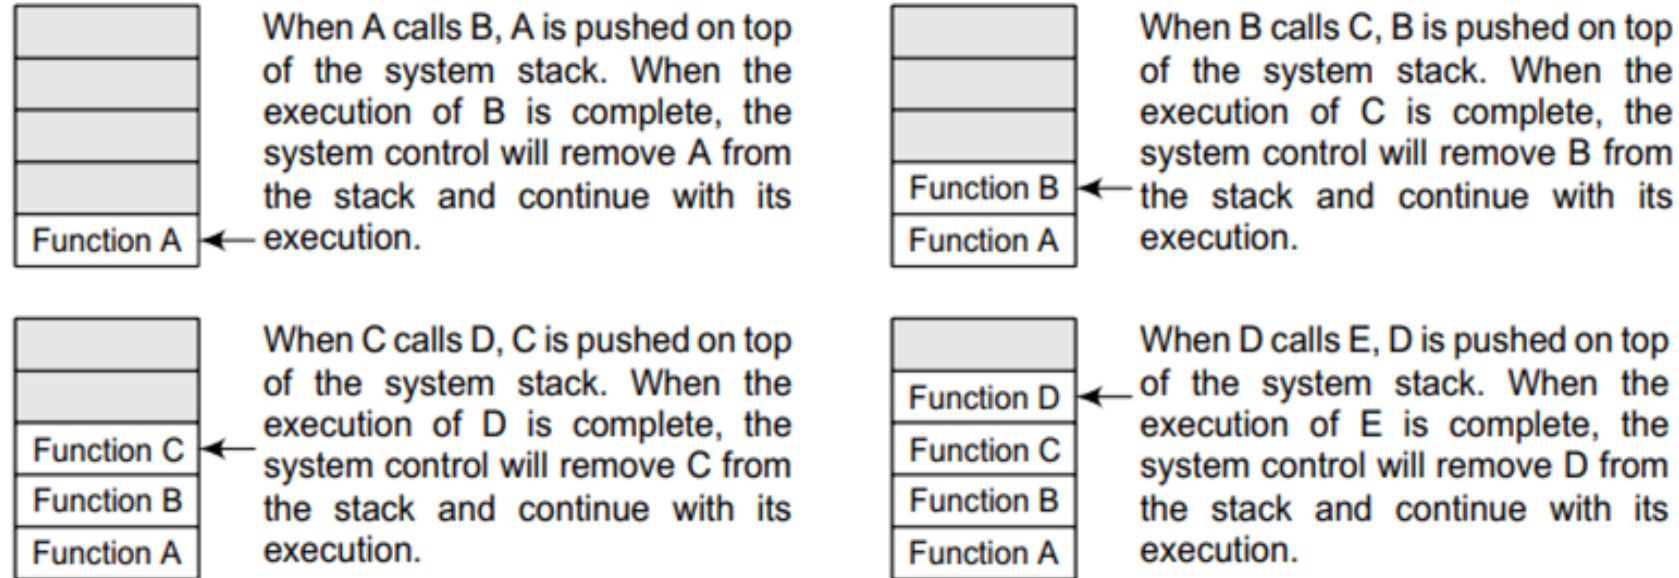 When A calls B, A is pushed on top
of the system stack. When the
execution of B is complete, the
system control will remove A from
the stack and continue with its
execution.
Function A
When B calls C, B is pushed on top
of the system stack. When the
execution of C is complete, the
system control will remove B from
the stack and continue with its
execution.
Function B
Function A
When C calls D, C is pushed on top
of the system stack. When the
execution of D is complete, the
system control will remove C from
the stack and continue with its
execution.
Function C
Function B
Function A
When D calls E, D is pushed on top
of the system stack. When the
execution of E is complete, the
system control will remove D from
the stack and continue with its
execution.
Function D
Function C
Function B
Function A